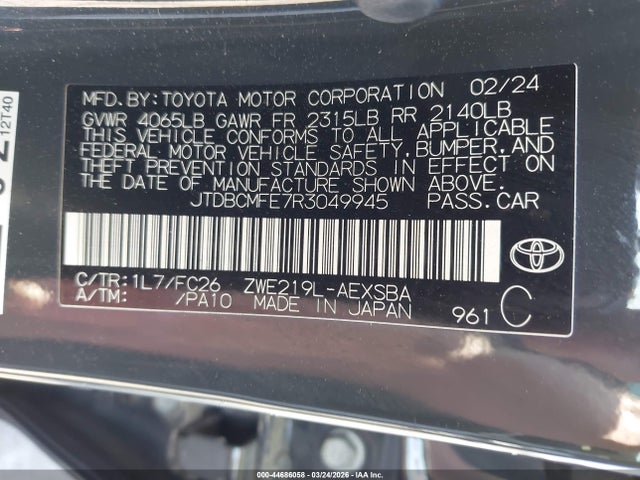 MFD.BY:TOYOTA MOTOR CORPORATION 02/24
GVWR 4065LB GAWR FR 2315LB RR 2140LB
THIS VEHICLE CONFORMS TO ALL APPLICABLE
FEDERAL MOTOR VEHICLE SAFETY,BUMPER,AND
THEFT PREVENTION STANDARDS IN EFFECT ON
THE DATE OF MANUFACTURE SHOWN ABOVE.
JTDBCMFE7R3049945 PASS.CAR
C/TR:1L7/FC26 ZWE219L-AEXSBA
A/TM: /PA10 MADE IN JAPAN
961 C
12T40
000-44686058 - 03/24/2026 - IAA Inc.